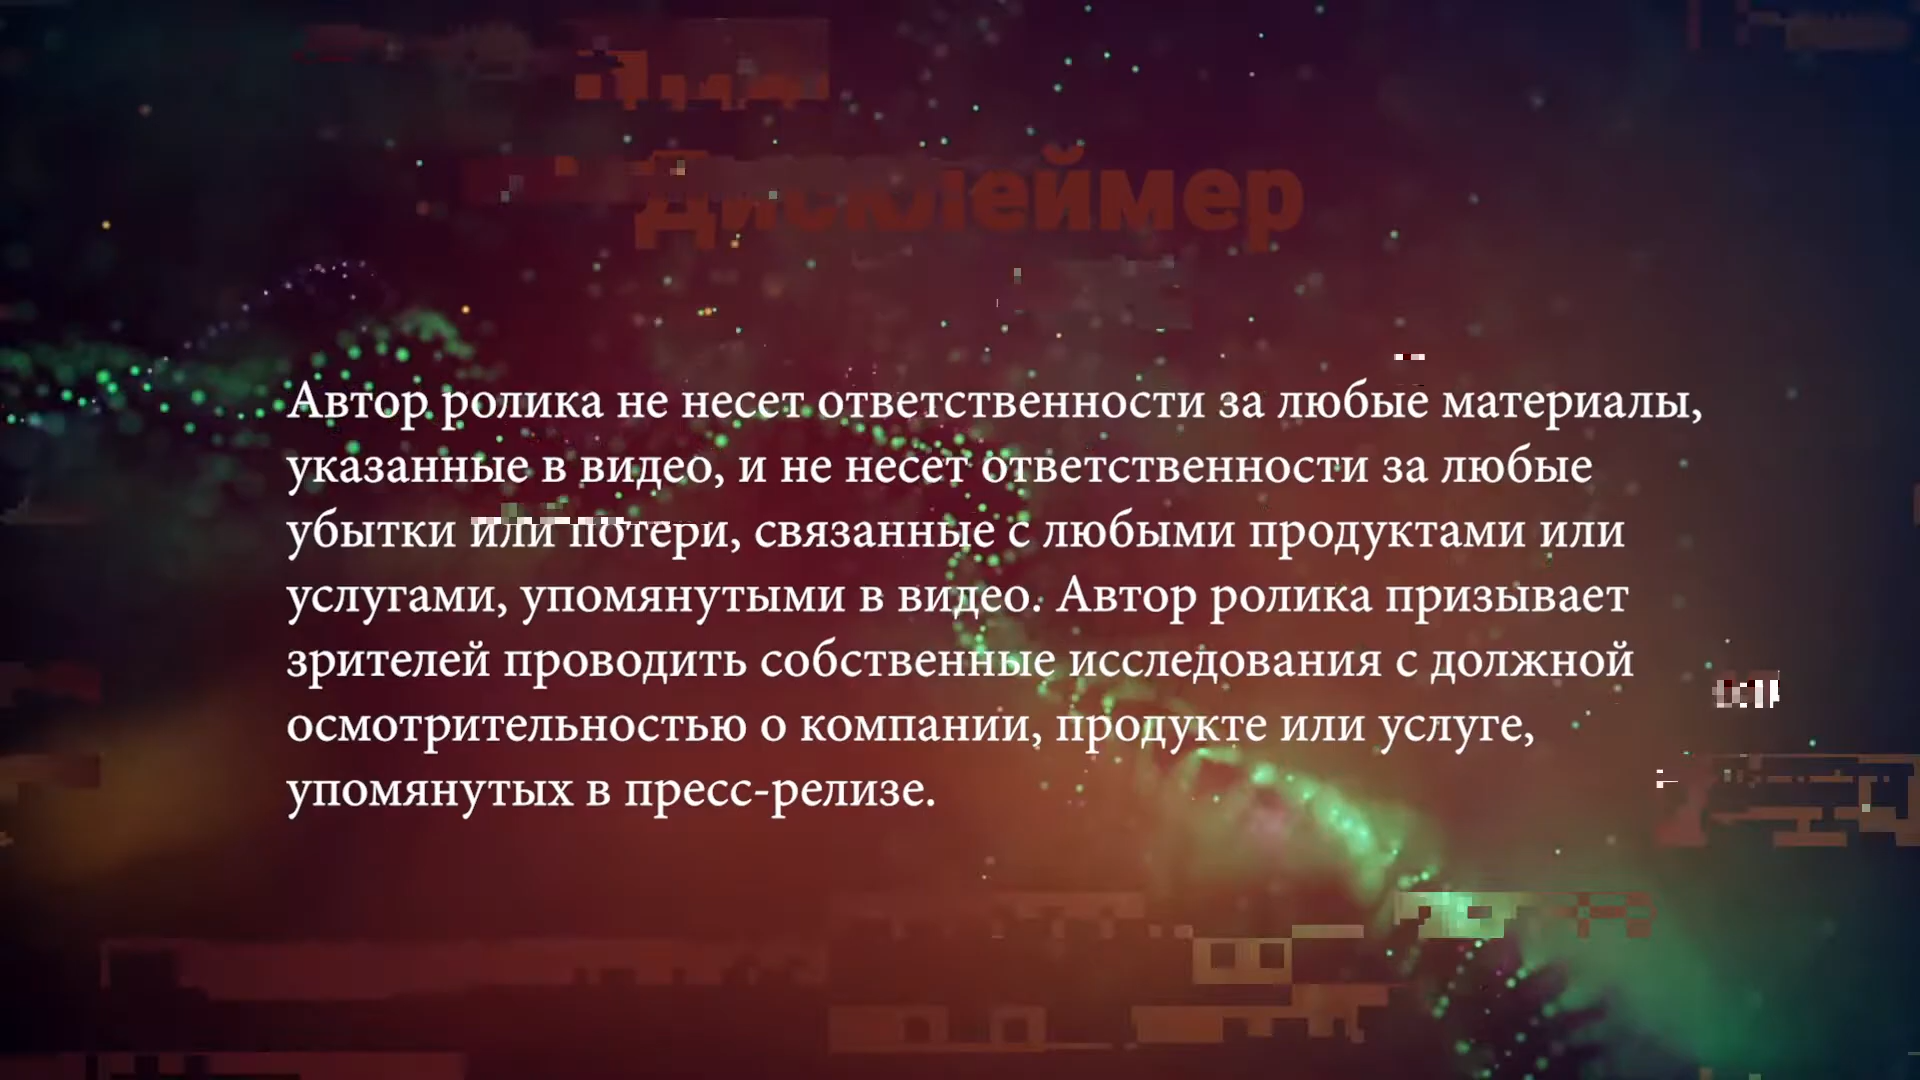 Дисклеймер
Автор ролика не несет ответственности за любые материалы,
указанные в видео, и не несет ответственности за любые
убытки или потери, связанные с любыми продуктами или
услугами, упомянутыми в видео. Автор ролика призывает
зрителей проводить собственные исследования с должной
осмотрительностью о компании, продукте или услуге,
упомянутых в пресс-релизе.